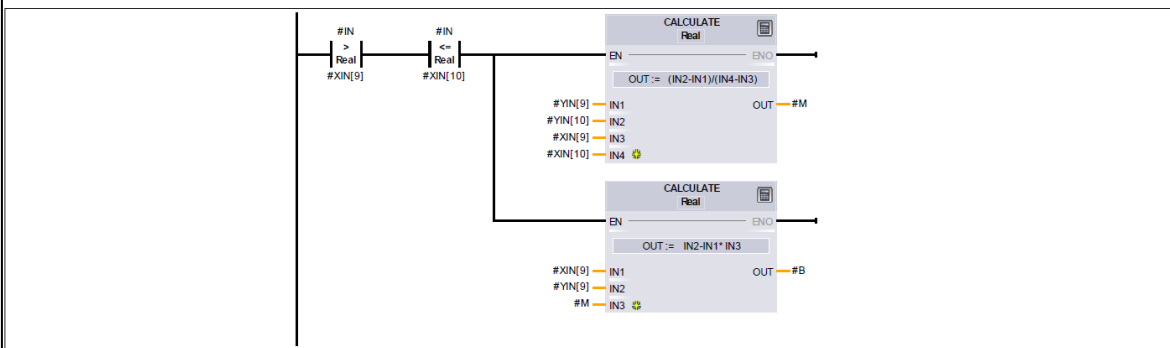 #IN #IN
> <=
Real Real
#XIN[9] #XIN[10]
CALCULATE
Real
EN ENO
OUT := (IN2-IN1)/(IN4-IN3)
#YIN[9] IN1 OUT #M
#YIN[10] IN2
#XIN[9] IN3
#XIN[10] IN4
CALCULATE
Real
EN ENO
OUT := IN2-IN1*IN3
#XIN[9] IN1 OUT #B
#YIN[9] IN2
#M IN3